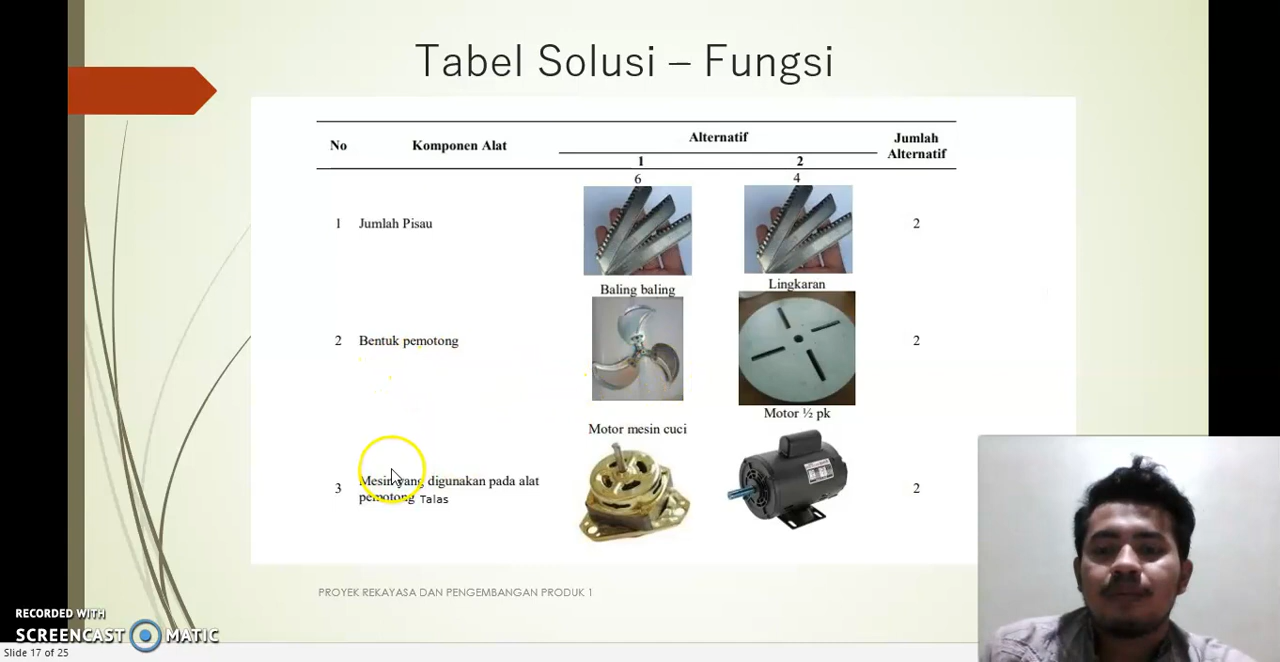 Tabel Solusi – Fungsi
No Komponen Alat Alternatif Jumlah Alternatif
1 2
6 4
1 Jumlah Pisau 2
Baling baling Lingkaran
2 Bentuk pemotong 2
Motor mesin cuci Motor ½ pk
3 Mesin yang digunakan pada alat 2
pemotong Talas
PROYEK REKAYASA DAN PENGEMBANGAN PRODUK 1
RECORDED WITH
SCREENCAST MATIC
Slide 17 of 25